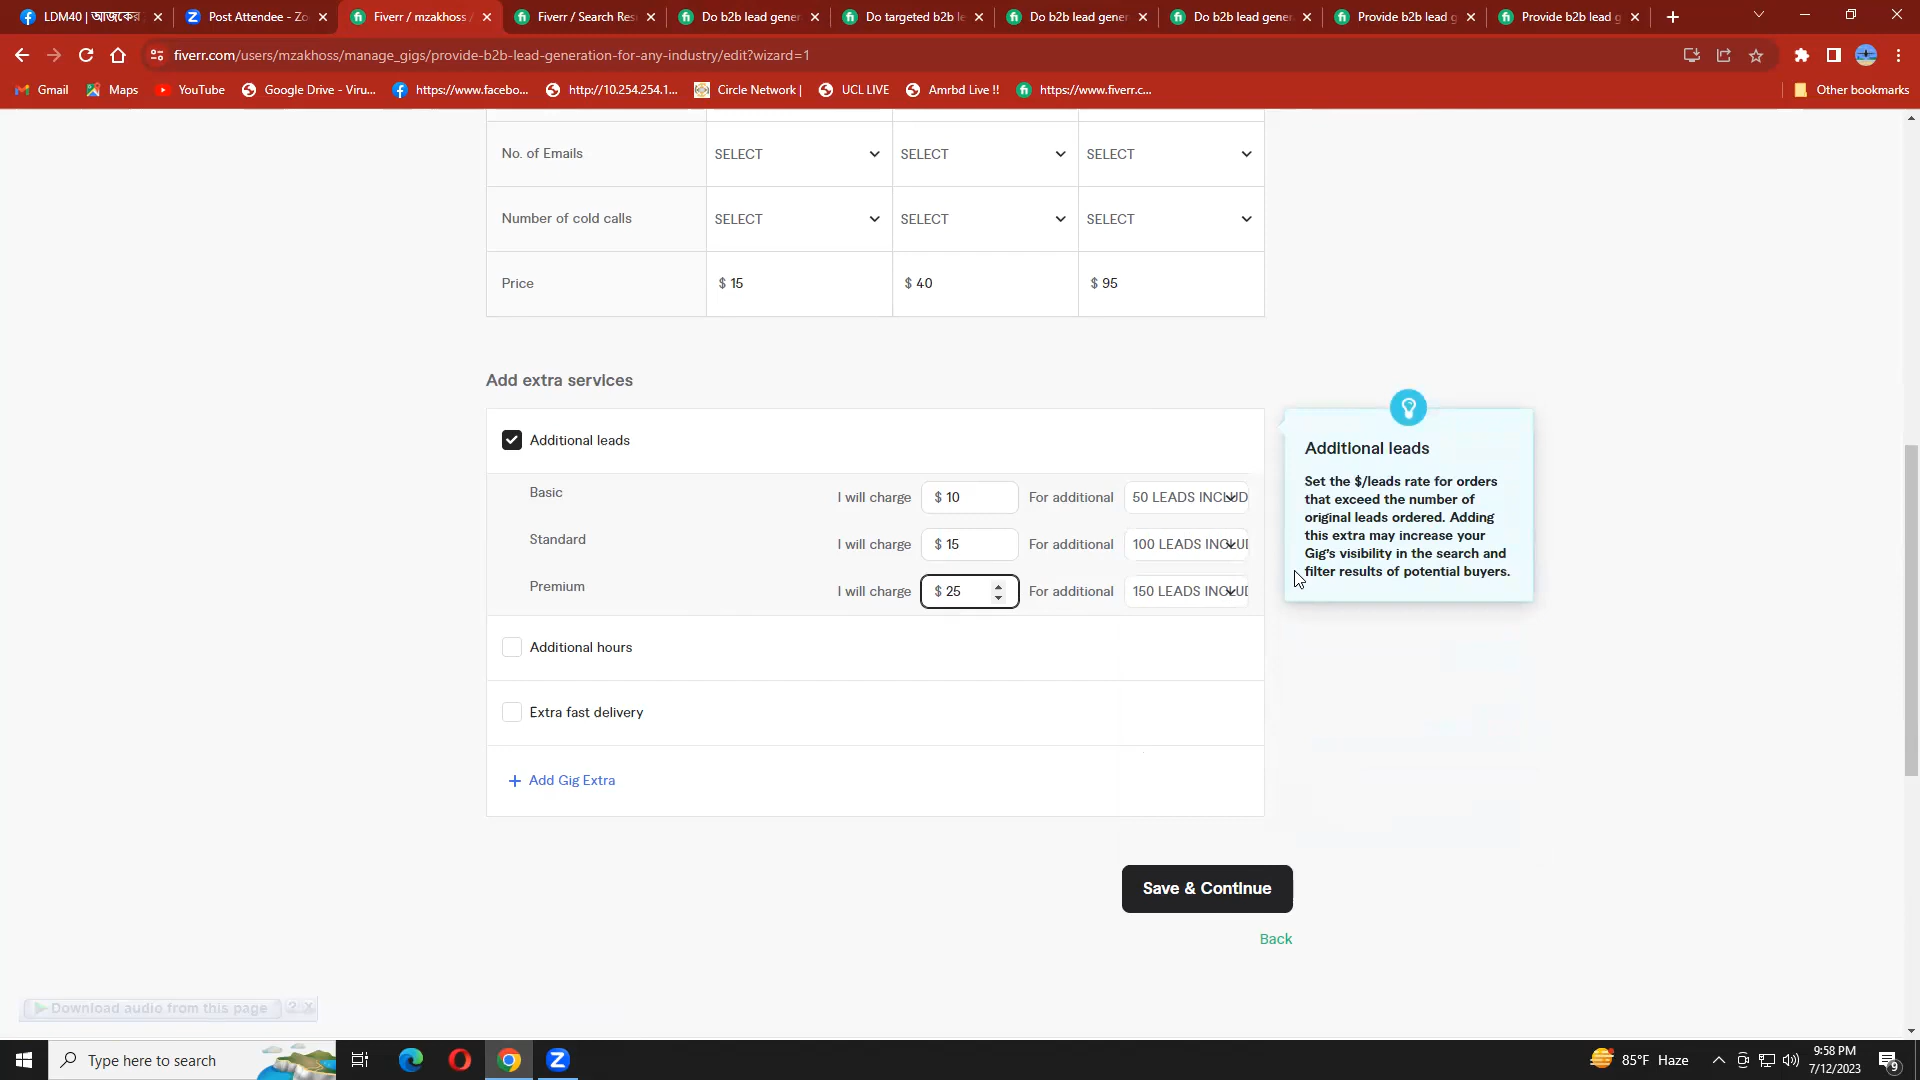 LDM40 | আজকের
Post Attendee - Zo
Fiverr / mzakhoss /
Fiverr / Search Res
Do b2b lead gener
Do targeted b2b le
Do b2b lead gener
Do b2b lead gener
Provide b2b lead g
Provide b2b lead g
fiverr.com/users/mzakhoss/manage_gigs/provide-b2b-lead-generation-for-any-industry/edit?wizard=1
Gmail
Maps
YouTube
Google Drive - Viru...
https://www.facebo...
http://10.254.254.1...
Circle Network |
UCL LIVE
Amrbd Live !!
https://www.fiverr.c...
Other bookmarks
No. of Emails SELECT SELECT SELECT
Number of cold calls SELECT SELECT SELECT
Price $ 15 $ 40 $ 95
Add extra services
Additional leads
Basic I will charge $ 10 For additional 50 LEADS INCLUD
Standard I will charge $ 15 For additional 100 LEADS INCLUD
Premium I will charge $ 25 For additional 150 LEADS INCLUD
Additional leads
Set the $/leads rate for orders
that exceed the number of
original leads ordered. Adding
this extra may increase your
Gig's visibility in the search and
filter results of potential buyers.
Additional hours
Extra fast delivery
+ Add Gig Extra
Save & Continue
Back
Download audio from this page ? X
Type here to search
85°F Haze
9:58 PM
7/12/2023
9